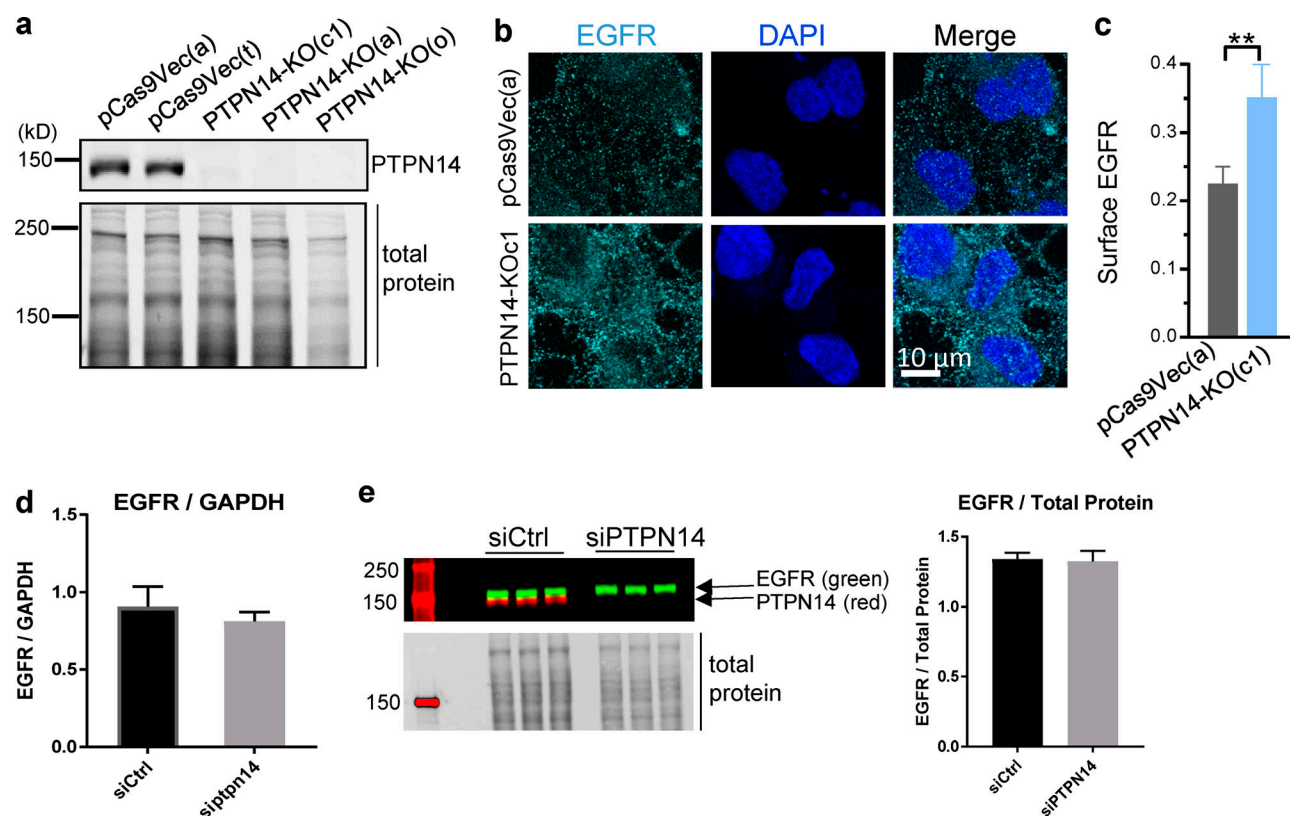 a
pCas9Vec(a)
pCas9Vec(t)
PTPN14-KO(c1)
PTPN14-KO(a)
PTPN14-KO(o)
(kD)
150
PTPN14
250
150
total
protein
b
EGFR
DAPI
Merge
pCas9Vec(a)
PTPN14-KOc1
10 µm
c
**
0.4
0.3
0.2
0.1
0.0
Surface EGFR
pCas9Vec(a)
PTPN14-KO(c1)
d
EGFR / GAPDH
1.5
1.0
0.5
0.0
EGFR / GAPDH
siCtrl
siptpn14
e
siCtrl
siPTPN14
250
150
EGFR (green)
PTPN14 (red)
150
total
protein
EGFR / Total Protein
1.5
1.0
0.5
0.0
EGFR / Total Protein
siCtrl
siPTPN14